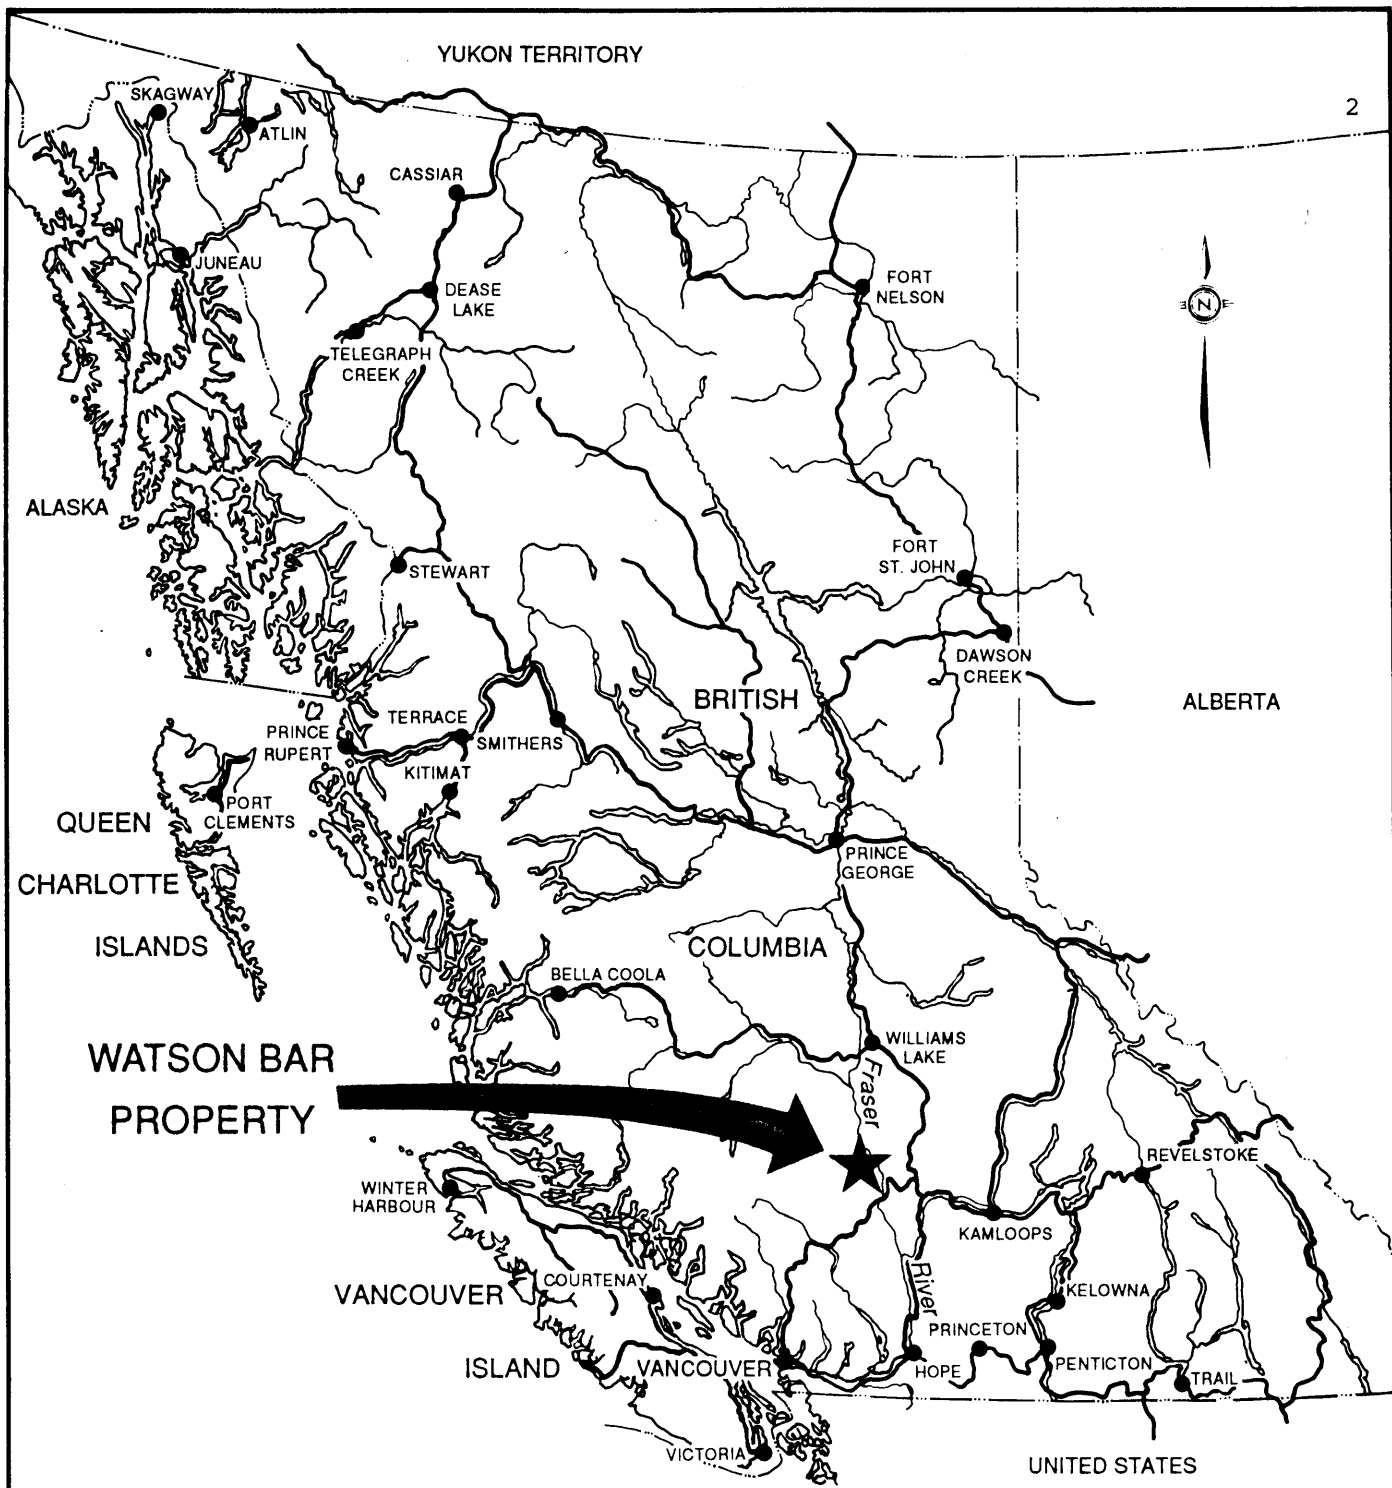 YUKON TERRITORY
2
SKAGWAY
ATLIN
CASSIAR
JUNEAU
DEASE
LAKE
FORT
NELSON
N
TELEGRAPH
CREEK
ALASKA
STEWART
FORT
ST. JOHN
DAWSON
CREEK
BRITISH
ALBERTA
PRINCE
RUPERT
TERRACE
SMITHERS
KITIMAT
PORT
CLEMENTS
QUEEN
CHARLOTTE
ISLANDS
PRINCE
GEORGE
COLUMBIA
BELLA COOLA
WILLIAMS
LAKE
WATSON BAR
PROPERTY
Fraser
REVELSTOKE
WINTER
HARBOUR
KAMLOOPS
River
VANCOUVER
ISLAND
COURTENAY
KELOWNA
PRINCETON
VANCOUVER
HOPE
PENTICTON
TRAIL
VICTORIA
UNITED STATES